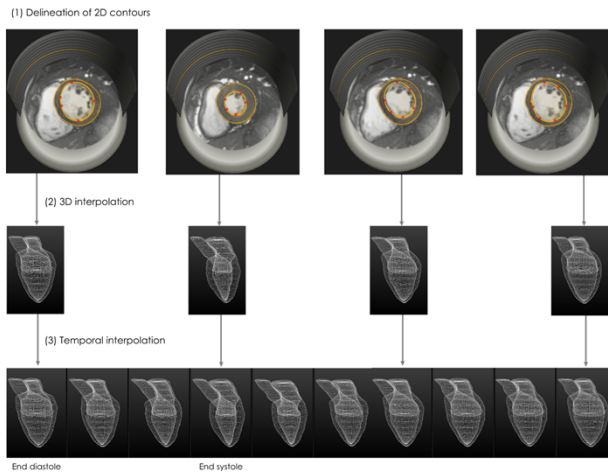 (1) Delineation of 2D contours
(2) 3D interpolation
(3) Temporal interpolation
End diastole
End systole